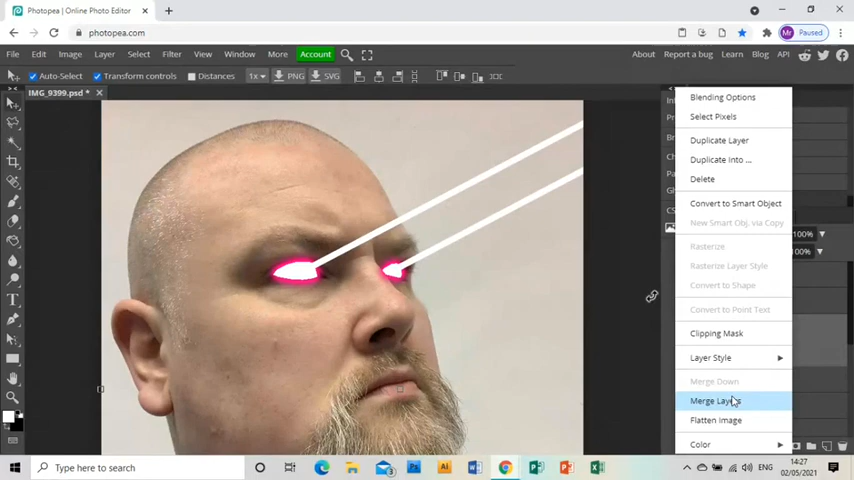 Photopea | Online Photo Editor
photopea.com
Mr Paused
File Edit Image Layer Select Filter View Window More Account
About Report a bug Learn Blog API
Auto-Select Transform controls Distances 1x PNG SVG
IMG_9399.psd *
Blending Options
Select Pixels
Duplicate Layer
Duplicate into ...
Delete
Convert to Smart Object
New Smart Obj. via Copy
100%
Rasterize
100%
Rasterize Layer Style
Convert to Shape
Convert to Point Text
Clipping Mask
Layer Style
Merge Down
Merge Layers
Flatten Image
Color
Type here to search
3
Ps Ai
ENG
14:27
02/05/2021